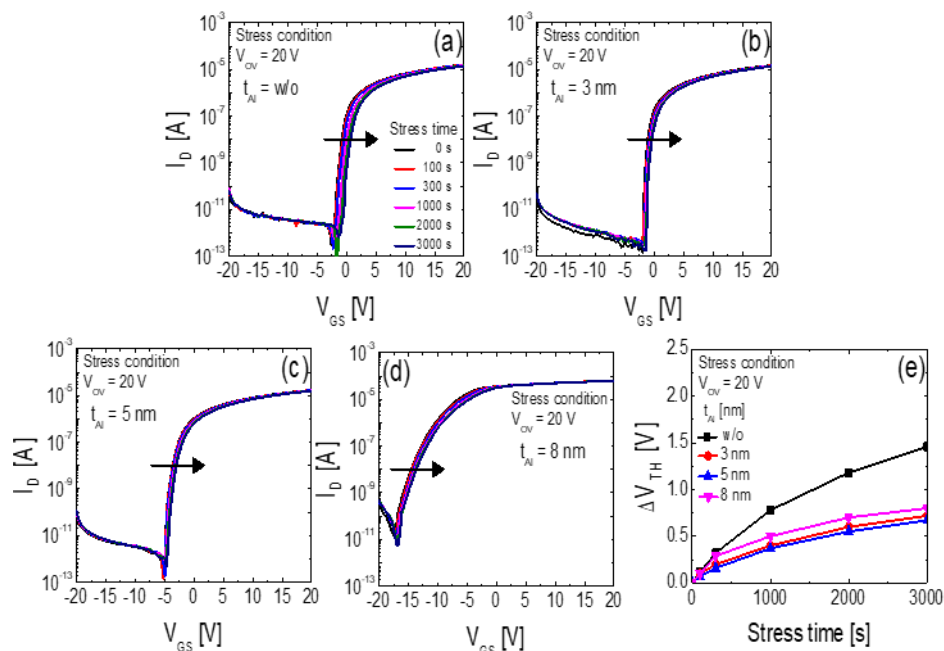 (a)
Stress condition
V_OV = 20 V
t_Al = w/o
Stress time
0 s
100 s
300 s
1000 s
2000 s
3000 s
I_D [A]
10^-3
10^-5
10^-7
10^-9
10^-11
10^-13
-20 -15 -10 -5 0 5 10 15 20
V_GS [V]
(b)
Stress condition
V_OV = 20 V
t_Al = 3 nm
I_D [A]
10^-3
10^-5
10^-7
10^-9
10^-11
10^-13
-20 -15 -10 -5 0 5 10 15 20
V_GS [V]
(c)
Stress condition
V_OV = 20 V
t_Al = 5 nm
I_D [A]
10^-3
10^-5
10^-7
10^-9
10^-11
10^-13
-20 -15 -10 -5 0 5 10 15 20
V_GS [V]
(d)
Stress condition
V_OV = 20 V
t_Al = 8 nm
I_D [A]
10^-3
10^-5
10^-7
10^-9
10^-11
10^-13
-20 -15 -10 -5 0 5 10 15 20
V_GS [V]
(e)
Stress condition
V_OV = 20 V
t_Al [nm]
w/o
3 nm
5 nm
8 nm
ΔV_TH [V]
2.5
2.0
1.5
1.0
0.5
0.0
0 1000 2000 3000
Stress time [s]